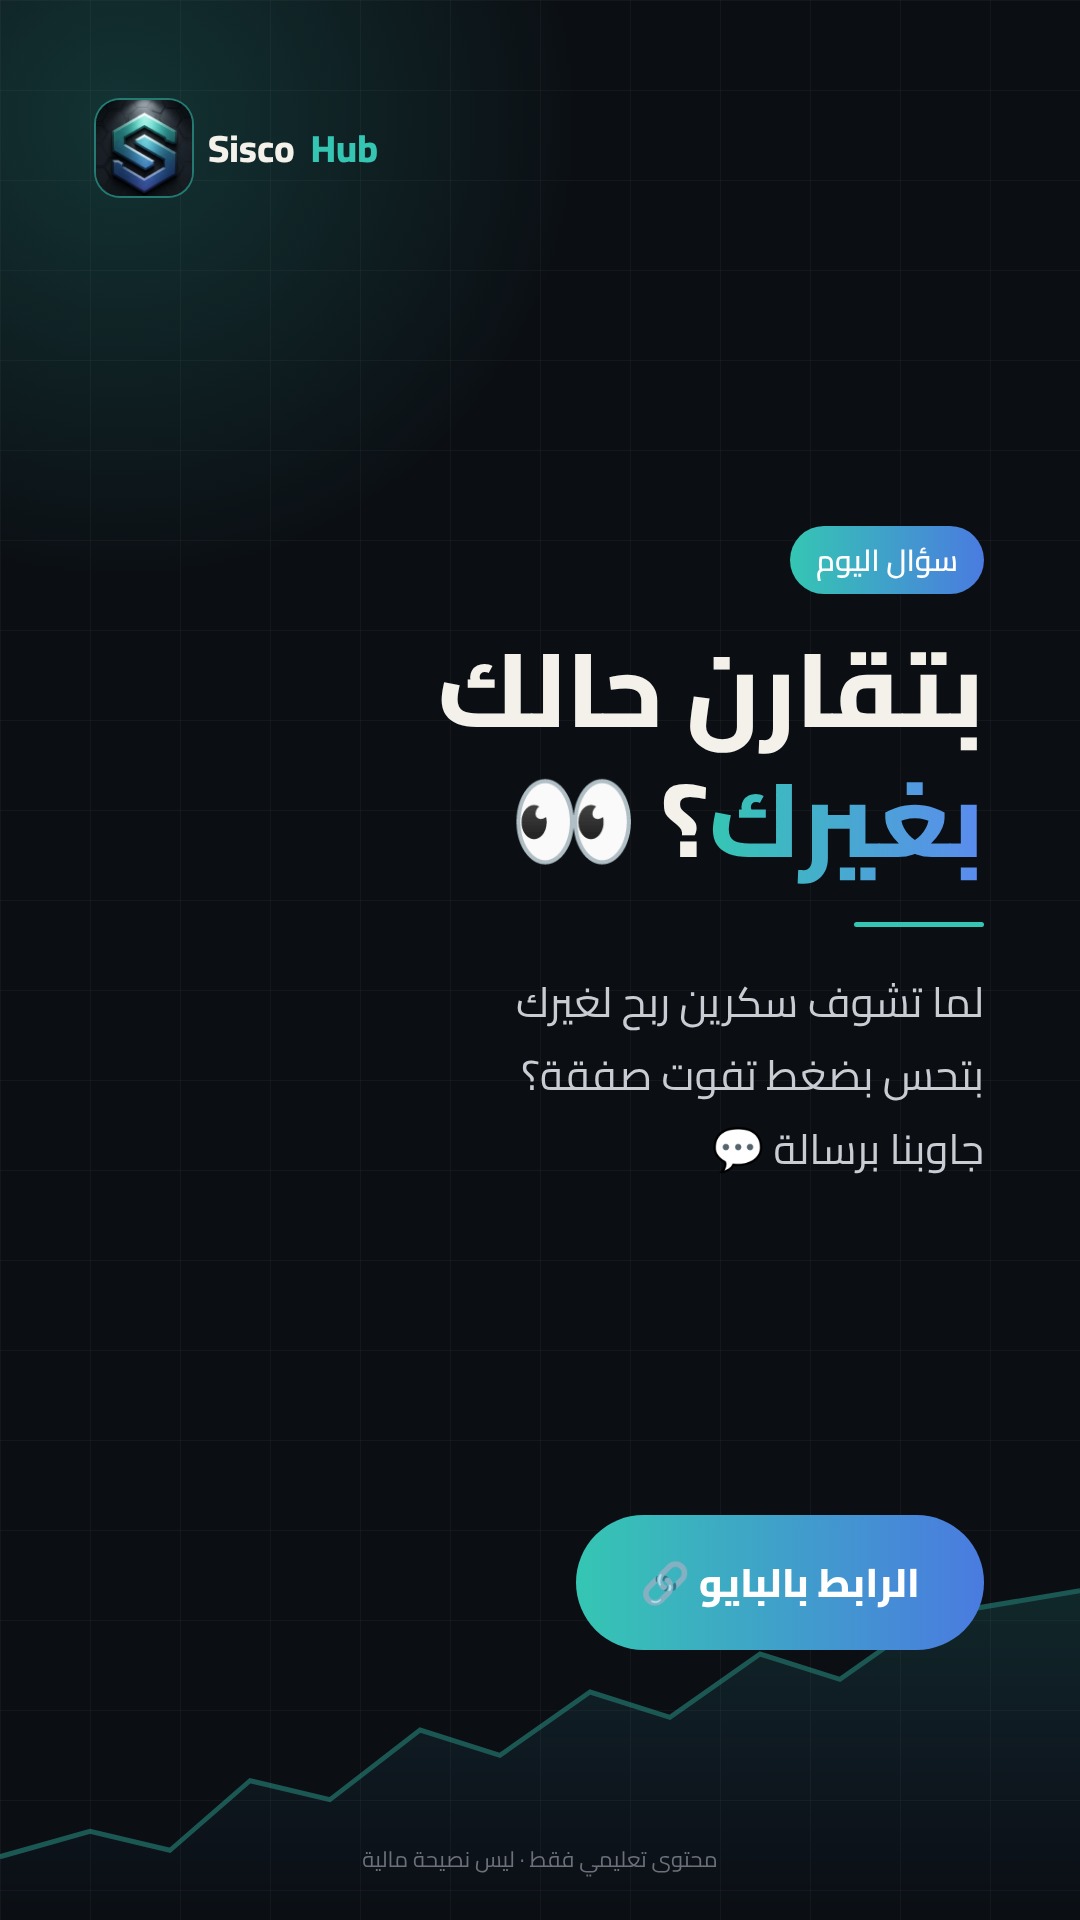 Sisco Hub
سؤال اليوم
بتقارن حالك
بغيرك؟ 👀
لما تشوف سكرين ربح لغيرك
بتحس بضغط تفوت صفقة؟
جاوبنا برسالة 💬
الرابط بالبايو 🔗
محتوى تعليمي فقط · ليس نصيحة مالية